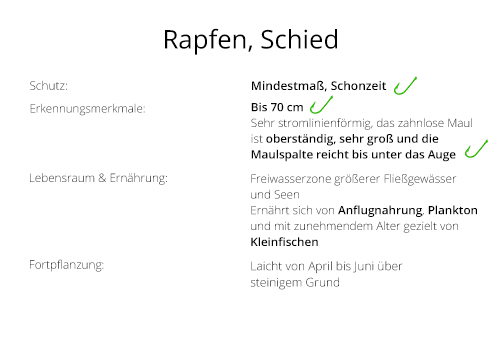 Rapfen, Schied
Schutz: Mindestmaß, Schonzeit
Erkennungsmerkmale: Bis 70 cm
Sehr stromlinienförmig, das zahnlose Maul
ist oberständig, sehr groß und die
Maulspalte reicht bis unter das Auge
Lebensraum & Ernährung: Freiwasserzone größerer Fließgewässer
und Seen
Ernährt sich von Anflugnahrung, Plankton
und mit zunehmendem Alter gezielt von
Kleinfischen
Fortpflanzung: Laicht von April bis Juni über
steinigem Grund